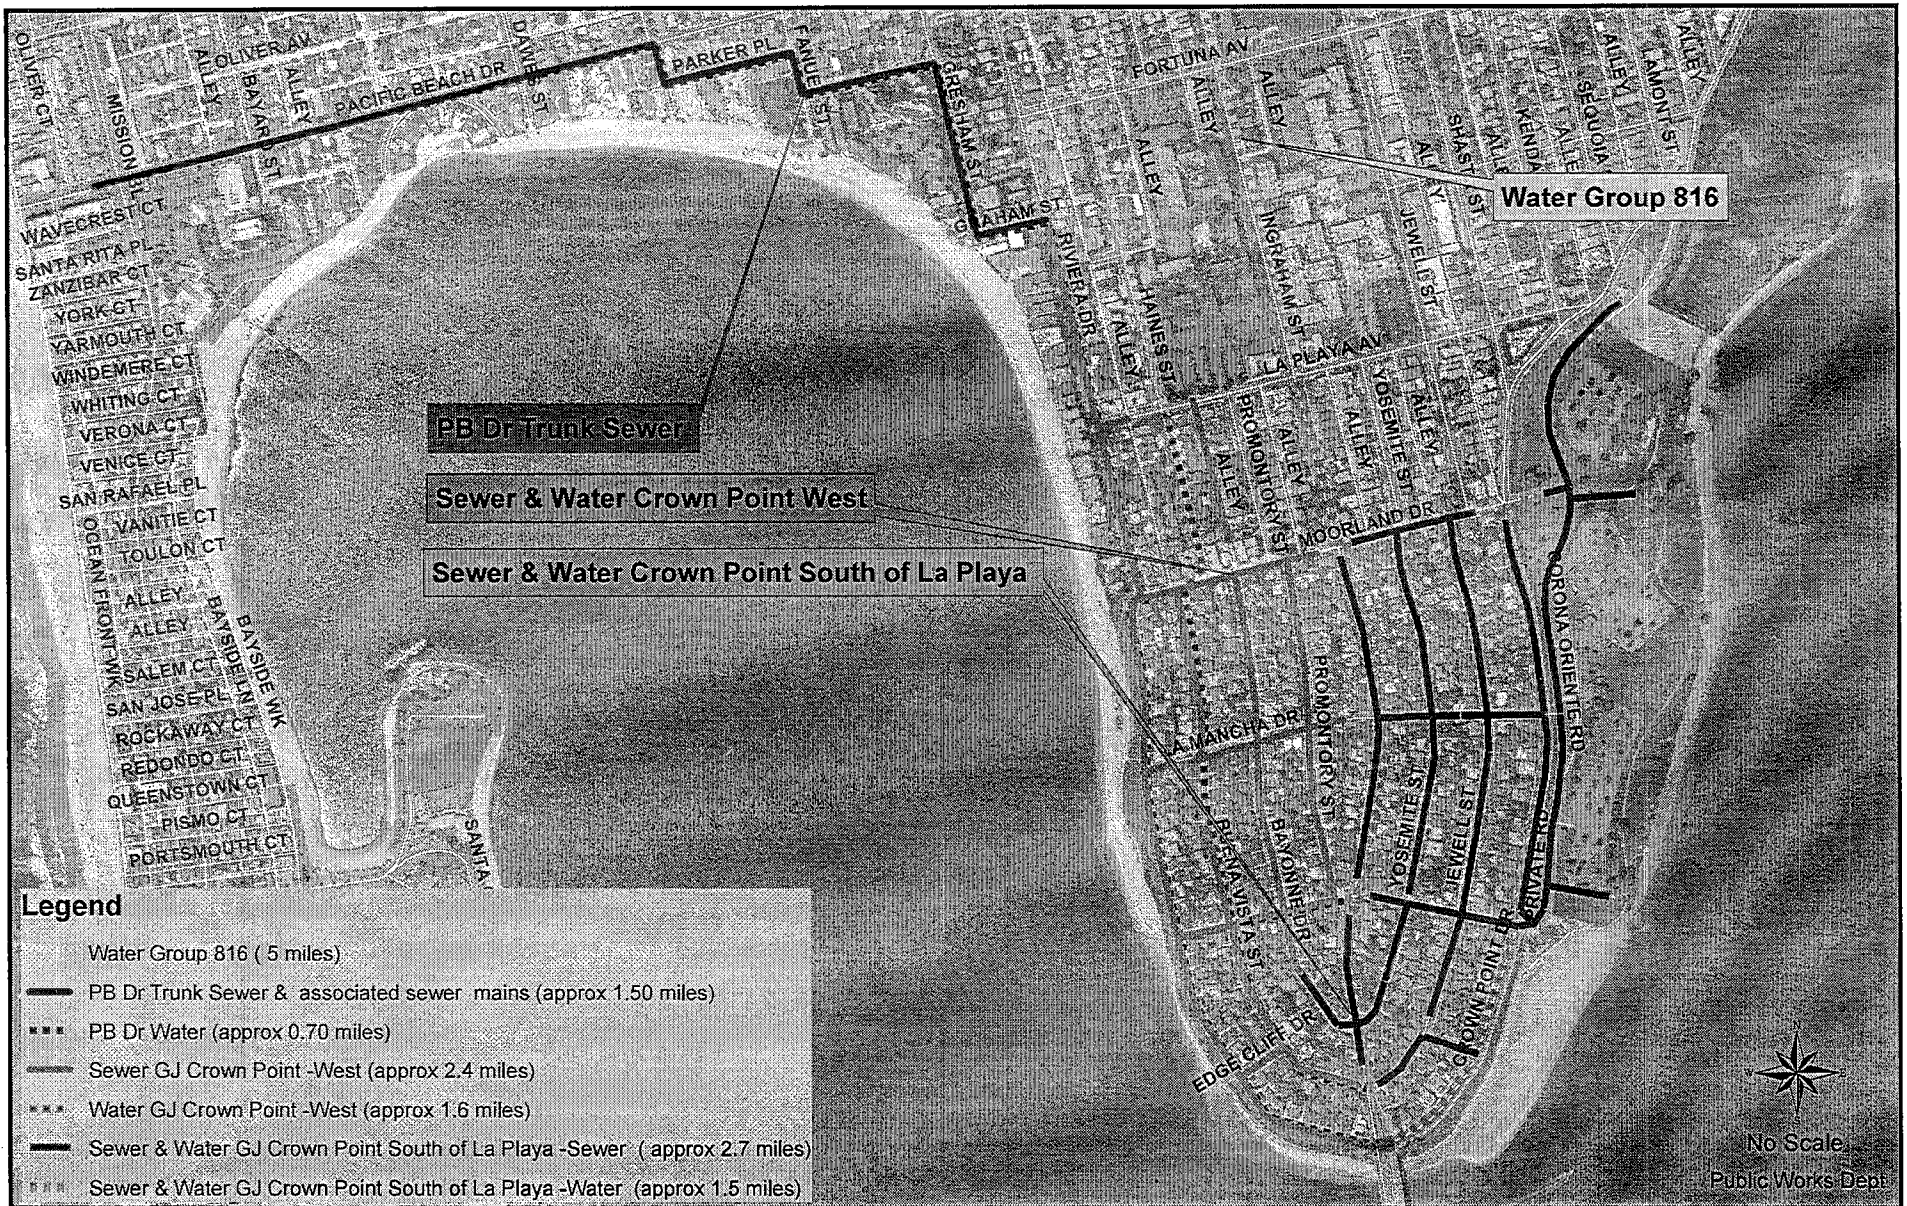 OLIVER CT
MISSION BL
ALLEY
OLIVER AV
BAYARD ST
ALLEY
PACIFIC BEACH DR
DAWES ST
PARKER PL
FANUEL ST
GRESHAM ST
GRAHAM ST
FORTUNA AV
ALLEY
ALLEY
ALLEY
SHASTA ST
KENDA
SEQUOIA
ALLEY
LAMONT ST
ALLEY
Water Group 816
WAVECREST CT
SANTA RITA PL
ZANZIBAR CT
YORK CT
YARMOUTH CT
WINDEMERE CT
WHITING CT
VERONA CT
VENICE CT
SAN RAFAEL PL
VANITIE CT
TOULON CT
ALLEY
ALLEY
SALEM CT
SAN JOSE PL
ROCKAWAY CT
REDONDO CT
QUEENSTOWN CT
PISMO CT
PORTSMOUTH CT
OCEAN FRONT WK
BAYSIDE LN
BAYSIDE WK
SANTA
RIVIERA DR
ALLEY
HAINES ST
INGRAHAM ST
JEWELL ST
ALLEY
LA PLAYA AV
PB Dr Trunk Sewer
Sewer & Water Crown Point West
Sewer & Water Crown Point South of La Playa
ALLEY
PROMONTORY ST
ALLEY
ALLEY
YOSEMITE ST
ALLEY
MOORLAND DR
CORONA ORIENTE RD
LA MANCHA DR
PROMONTORY ST
YOSEMITE ST
JEWELL ST
PRIVATE RD
BUENA VISTA ST
BAYONNE DR
EDGE CLIFF DR
CROWN POINT DR
Legend
Water Group 816 ( 5 miles)
PB Dr Trunk Sewer & associated sewer mains (approx 1.50 miles)
PB Dr Water (approx 0.70 miles)
Sewer GJ Crown Point -West (approx 2.4 miles)
Water GJ Crown Point -West (approx 1.6 miles)
Sewer & Water GJ Crown Point South of La Playa -Sewer ( approx 2.7 miles)
Sewer & Water GJ Crown Point South of La Playa -Water (approx 1.5 miles)
No Scale
Public Works Dept